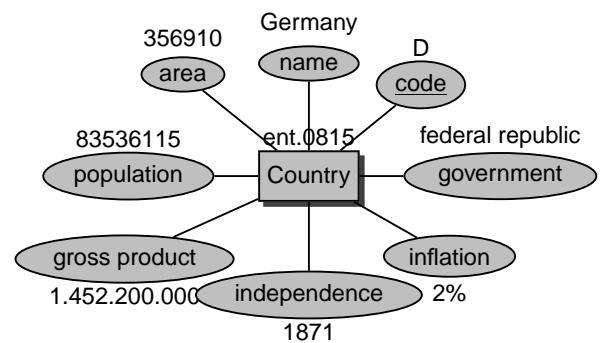 Germany
356910
D
area
name
code
ent.0815
83536115
federal republic
population
Country
government
gross product
inflation
1.452.200.000
independence
2%
1871